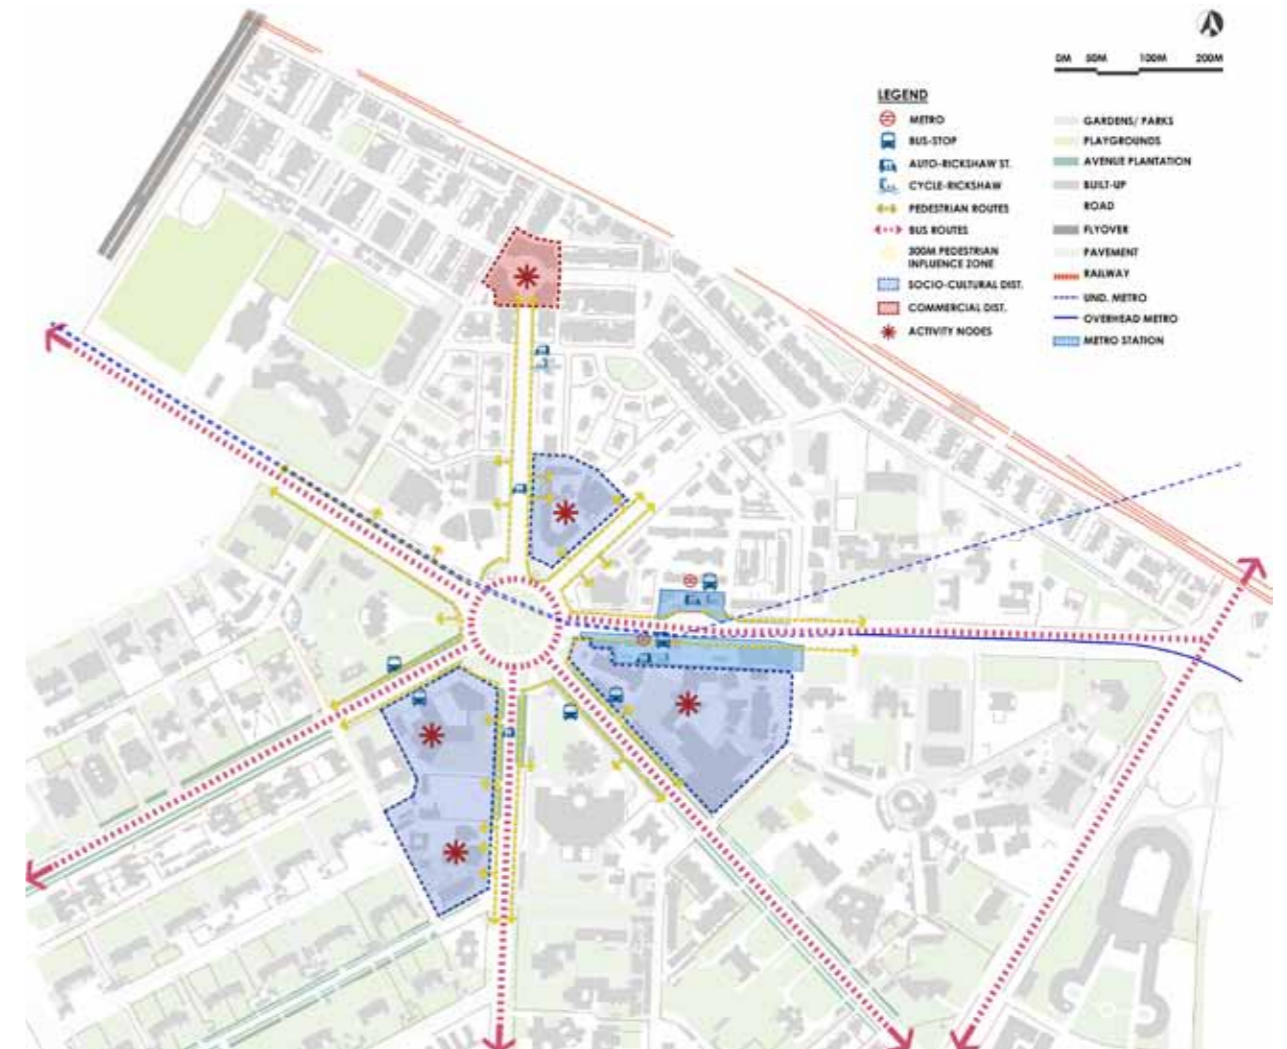 0M 50M 100M 200M
LEGEND
METRO
BUS-STOP
AUTO-RICKSHAW ST.
CYCLE-RICKSHAW
PEDESTRIAN ROUTES
BUS ROUTES
300M PEDESTRIAN
INFLUENCE ZONE
SOCIO-CULTURAL DIST.
COMMERCIAL DIST.
ACTIVITY NODES
GARDENS/ PARKS
PLAYGROUNDS
AVENUE PLANTATION
BUILT-UP
ROAD
FLYOVER
PAVEMENT
RAILWAY
UND. METRO
OVERHEAD METRO
METRO STATION